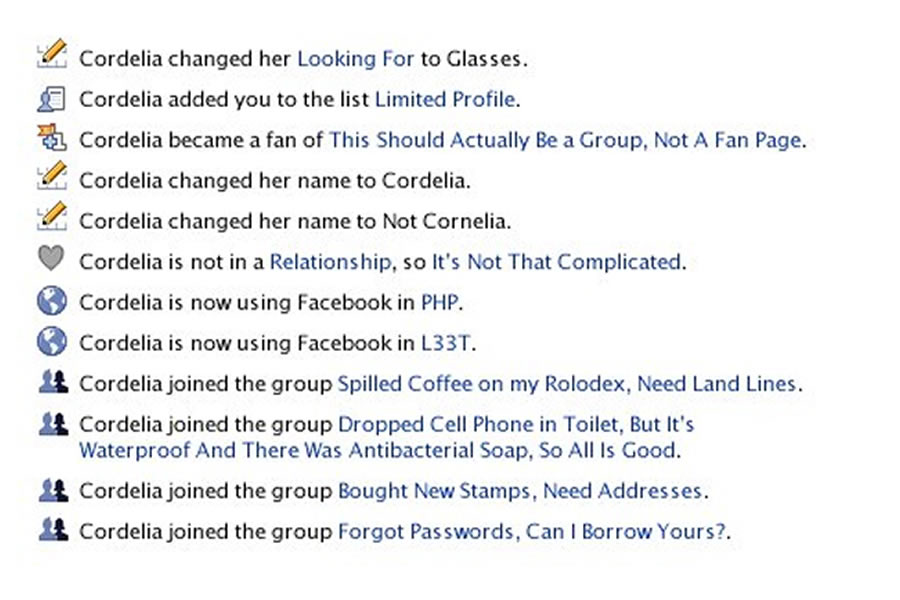 Cordelia changed her Looking For to Glasses.
Cordelia added you to the list Limited Profile.
Cordelia became a fan of This Should Actually Be a Group, Not A Fan Page.
Cordelia changed her name to Cordelia.
Cordelia changed her name to Not Cornelia.
Cordelia is not in a Relationship, so It's Not That Complicated.
Cordelia is now using Facebook in PHP.
Cordelia is now using Facebook in L33T.
Cordelia joined the group Spilled Coffee on my Rolodex, Need Land Lines.
Cordelia joined the group Dropped Cell Phone in Toilet, But It's
Waterproof And There Was Antibacterial Soap, So All Is Good.
Cordelia joined the group Bought New Stamps, Need Addresses.
Cordelia joined the group Forgot Passwords, Can I Borrow Yours?.